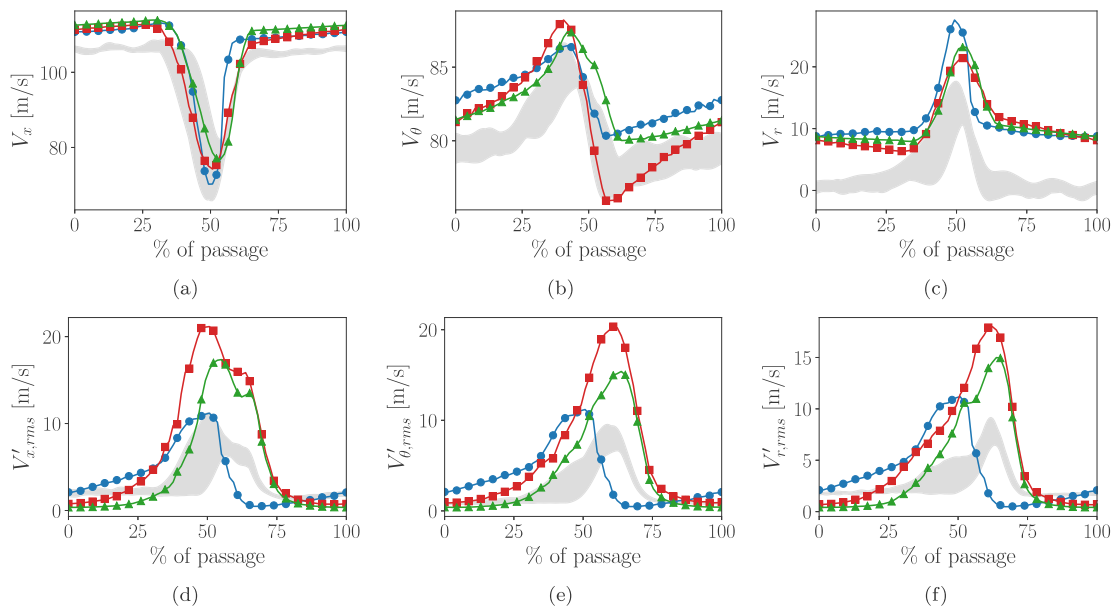 100
80
V_x [m/s]
0 25 50 75 100
% of passage
(a)
85
80
V_θ [m/s]
0 25 50 75 100
% of passage
(b)
20
10
0
V_r [m/s]
0 25 50 75 100
% of passage
(c)
20
10
0
V′_{x,rms} [m/s]
0 25 50 75 100
% of passage
(d)
20
10
0
V′_{θ,rms} [m/s]
0 25 50 75 100
% of passage
(e)
15
10
5
0
V′_{r,rms} [m/s]
0 25 50 75 100
% of passage
(f)